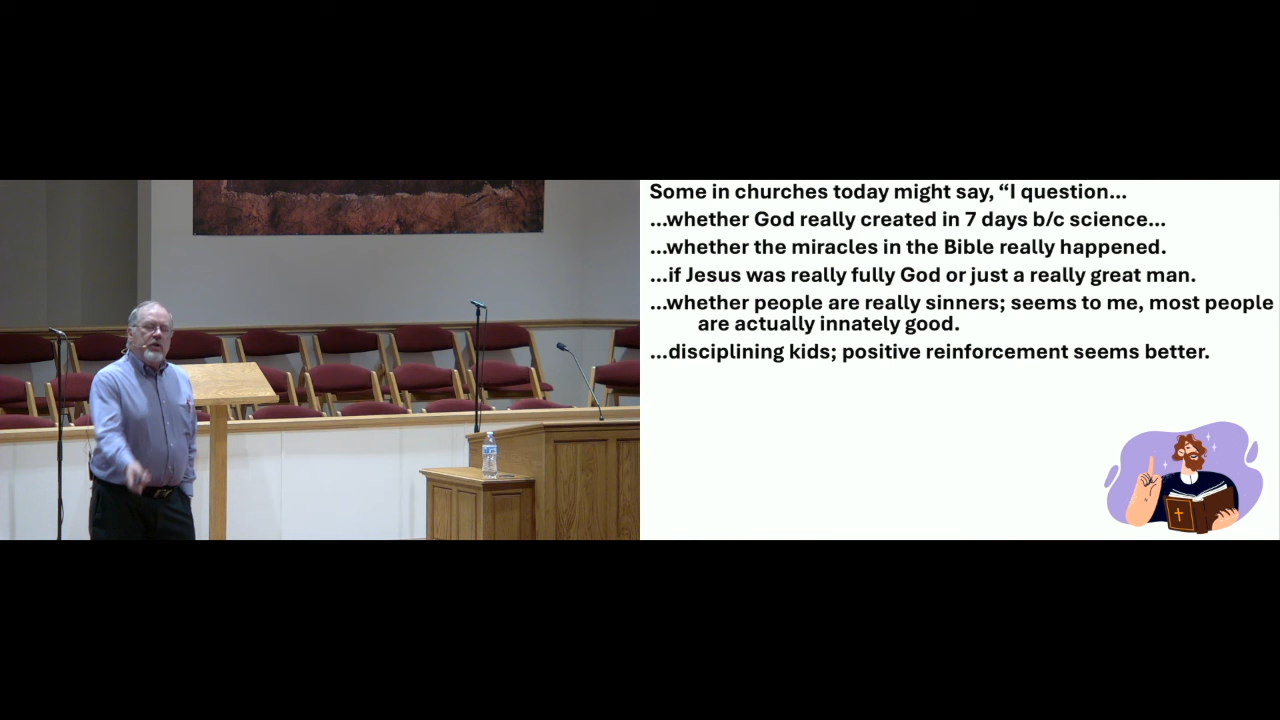 Some in churches today might say, “I question...
...whether God really created in 7 days b/c science...
...whether the miracles in the Bible really happened.
...if Jesus was really fully God or just a really great man.
...whether people are really sinners; seems to me, most people
are actually innately good.
...disciplining kids; positive reinforcement seems better.